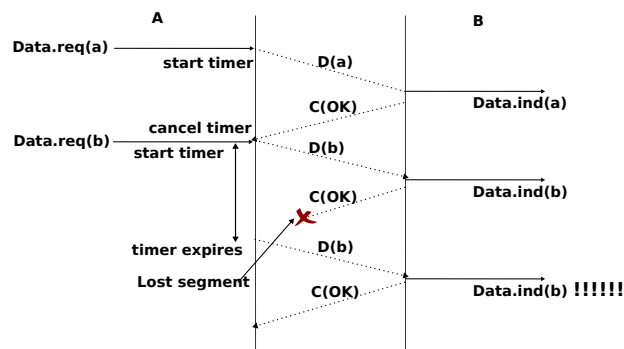 A
B
Data.req(a)
start timer
D(a)
Data.ind(a)
C(OK)
cancel timer
Data.req(b)
start timer
D(b)
Data.ind(b)
C(OK)
timer expires
D(b)
Lost segment
C(OK)
Data.ind(b) !!!!!!